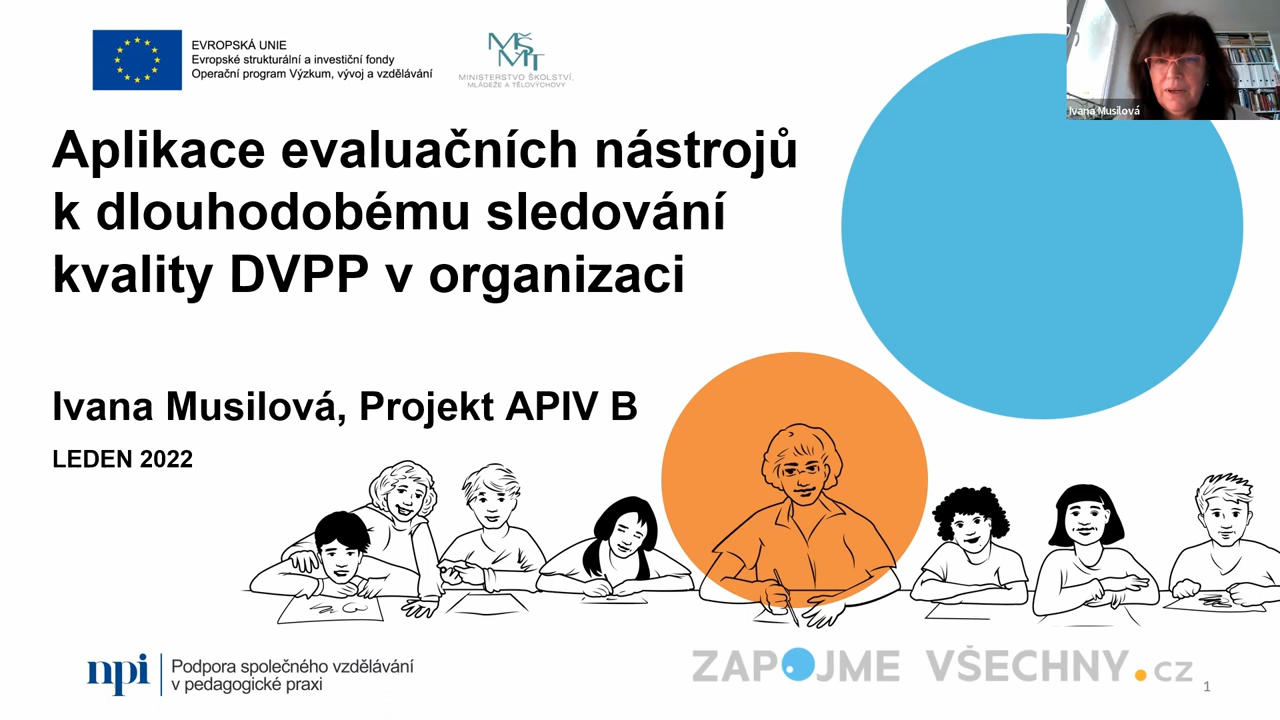 EVROPSKÁ UNIE
Evropské strukturální a investiční fondy
Operační program Výzkum, vývoj a vzdělávání
MŠMT
MINISTERSTVO ŠKOLSTVÍ,
MLÁDEŽE A TĚLOVÝCHOVY
Ivana Musilová
Aplikace evaluačních nástrojů
k dlouhodobému sledování
kvality DVPP v organizaci
Ivana Musilová, Projekt APIV B
LEDEN 2022
npi
Podpora společného vzdělávání
v pedagogické praxi
ZAPOJME VŠECHNY.cz
1